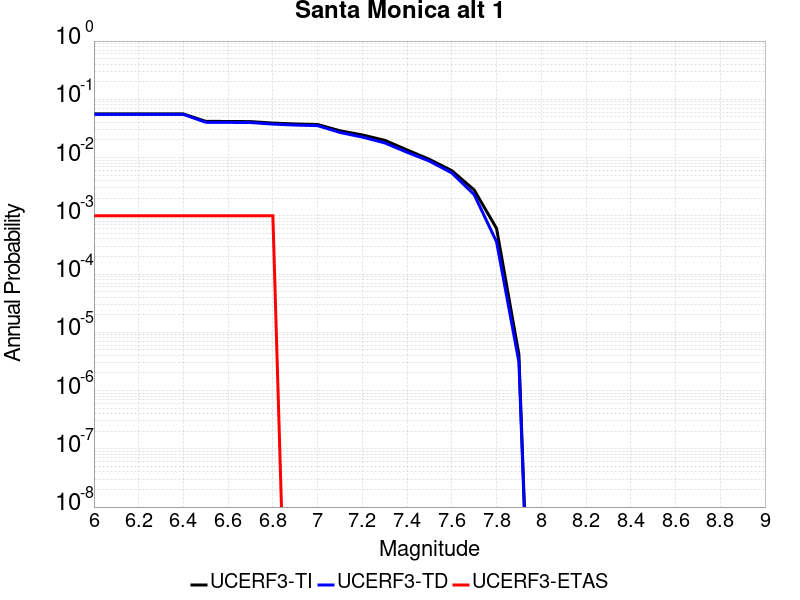 Santa Monica alt 1
10^0
10^-1
10^-2
10^-3
10^-4
10^-5
10^-6
10^-7
10^-8
Annual Probability
6 6.2 6.4 6.6 6.8 7 7.2 7.4 7.6 7.8 8 8.2 8.4 8.6 8.8 9
Magnitude
UCERF3-TI UCERF3-TD UCERF3-ETAS